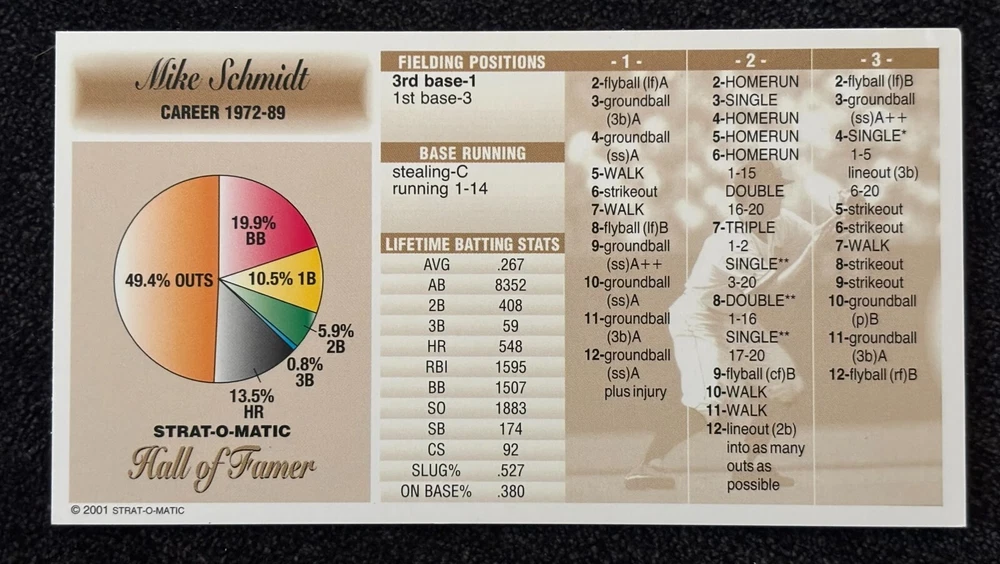 Mike Schmidt
CAREER 1972-89
19.9%
BB
10.5% 1B
49.4% OUTS
5.9%
2B
0.8%
3B
13.5%
HR
STRAT-O-MATIC
Hall of Famer
© 2001 STRAT-O-MATIC
FIELDING POSITIONS
3rd base-1
1st base-3
BASE RUNNING
stealing-C
running 1-14
LIFETIME BATTING STATS
AVG .267
AB 8352
2B 408
3B 59
HR 548
RBI 1595
BB 1507
SO 1883
SB 174
CS 92
SLUG% .527
ON BASE% .380
- 1 -
2-flyball (lf)A
3-groundball
(3b)A
4-groundball
(ss)A
5-WALK
6-strikeout
7-WALK
8-flyball (lf)B
9-groundball
(ss)A++
10-groundball
(ss)A
11-groundball
(3b)A
12-groundball
(ss)A
plus injury
- 2 -
2-HOMERUN
3-SINGLE
4-HOMERUN
5-HOMERUN
6-HOMERUN
1-15
DOUBLE
16-20
7-TRIPLE
1-2
SINGLE**
3-20
8-DOUBLE**
1-16
SINGLE**
17-20
9-flyball (cf)B
10-WALK
11-WALK
12-lineout (2b)
into as many
outs as
possible
- 3 -
2-flyball (lf)B
3-groundball
(ss)A++
4-SINGLE*
1-5
lineout (3b)
6-20
5-strikeout
6-strikeout
7-WALK
8-strikeout
9-strikeout
10-groundball
(p)B
11-groundball
(3b)A
12-flyball (rf)B